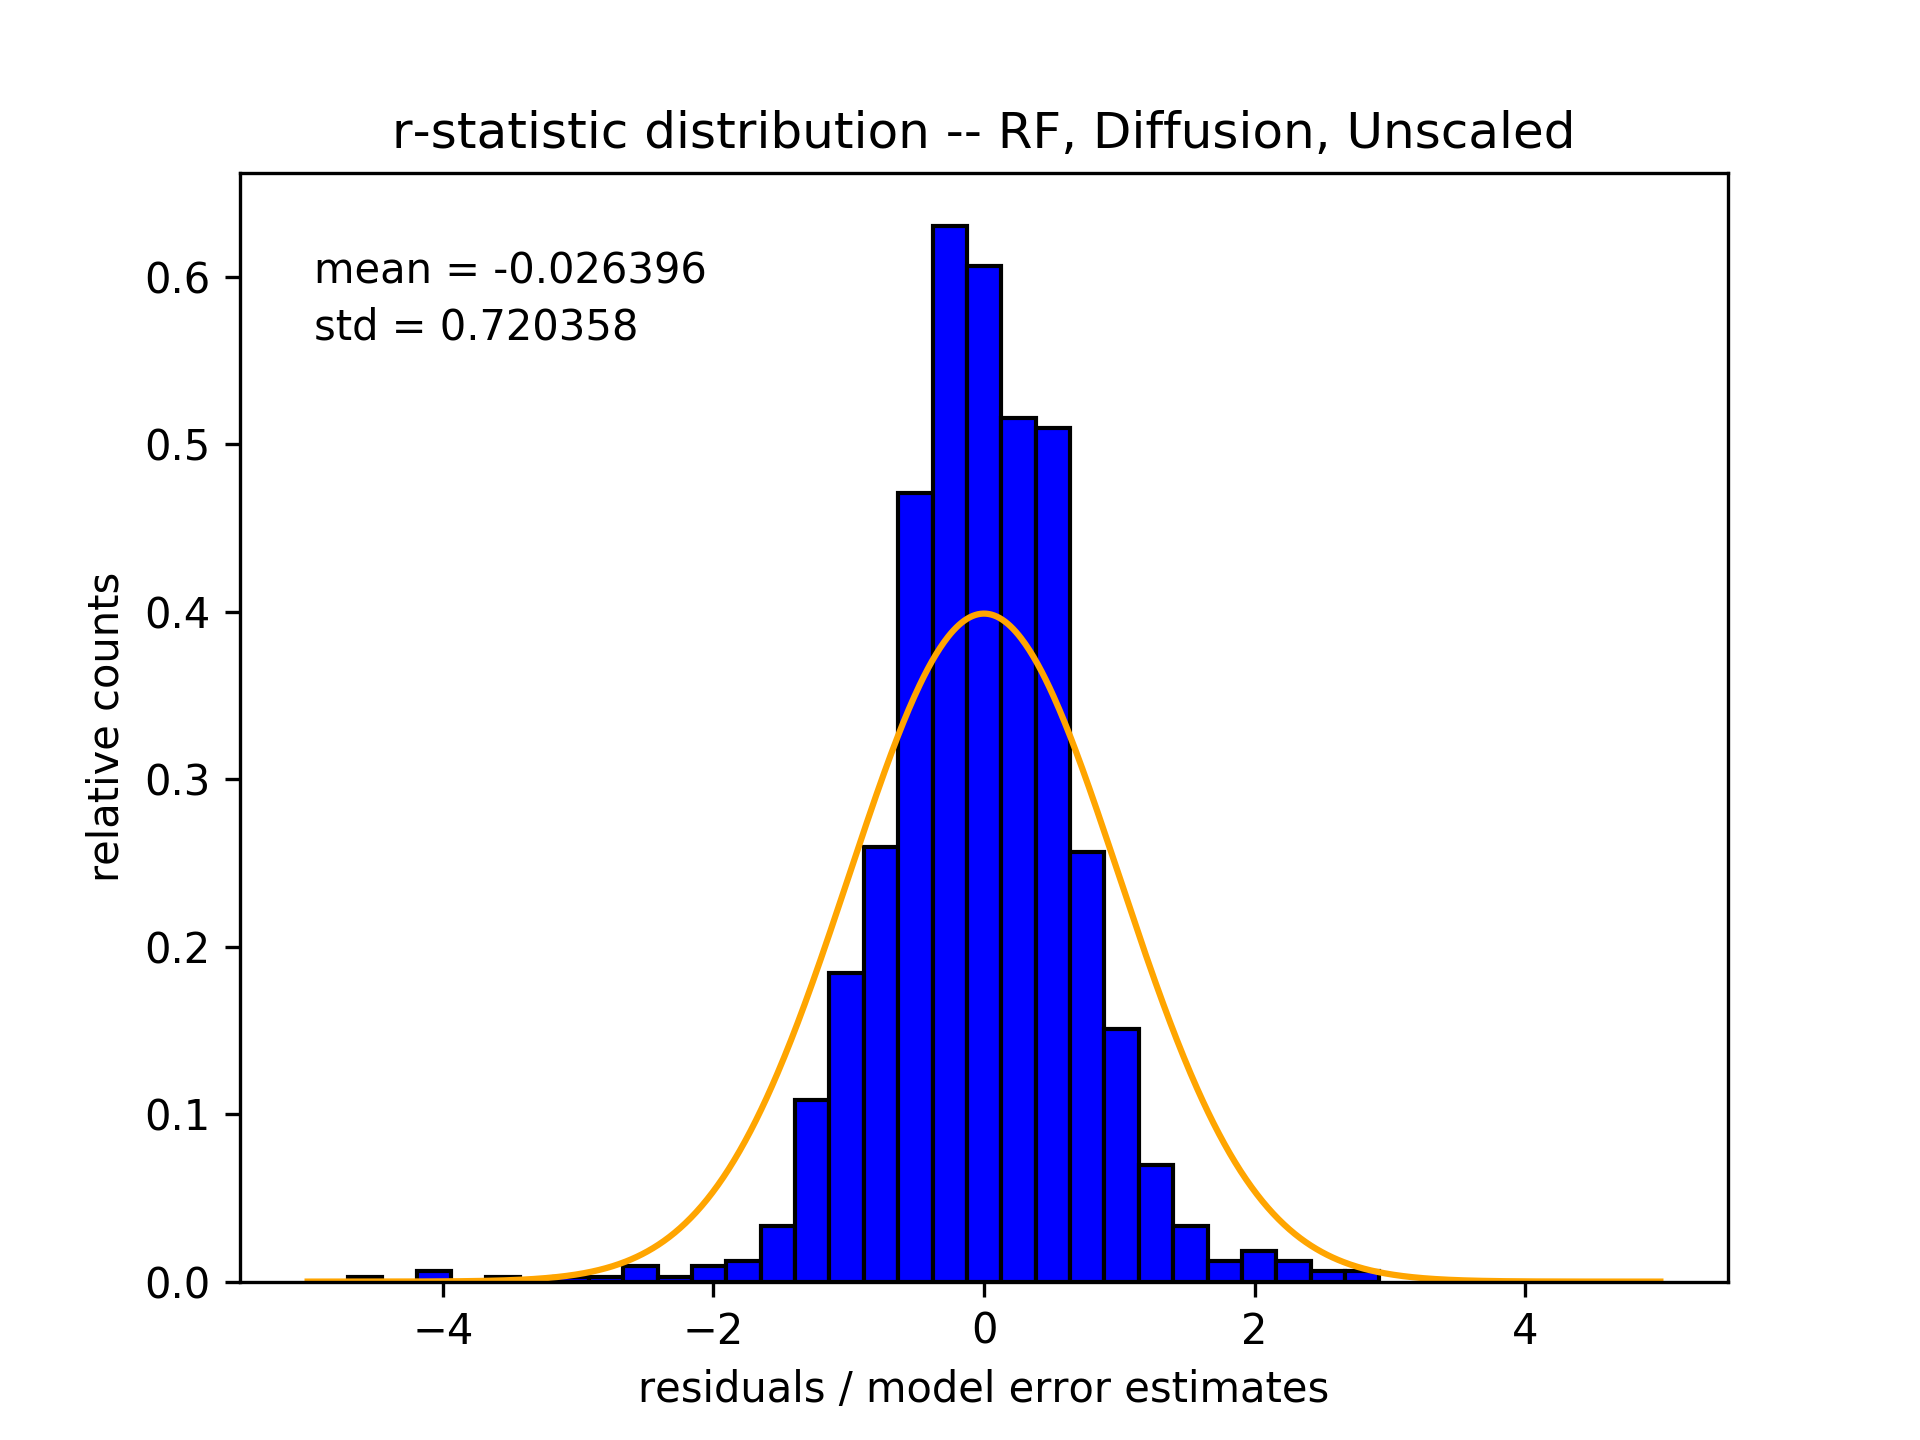 r-statistic distribution -- RF, Diffusion, Unscaled
mean = -0.026396
std = 0.720358
0.6
0.5
0.4
0.3
0.2
0.1
0.0
relative counts
−4 −2 0 2 4
residuals / model error estimates